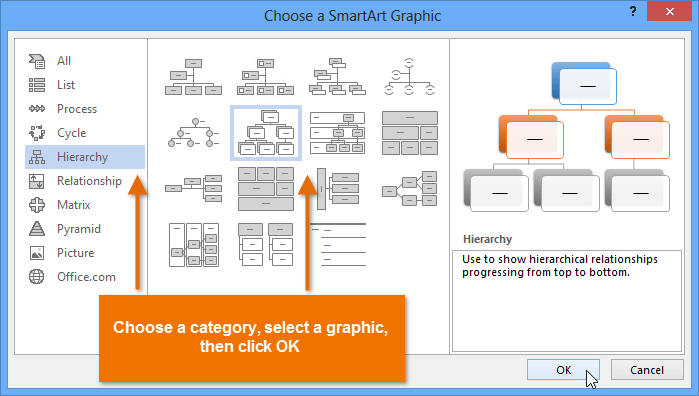 Choose a SmartArt Graphic
?
All
List
Process
Cycle
Hierarchy
Relationship
Matrix
Pyramid
Picture
Office.com
Hierarchy
Use to show hierarchical relationships
progressing from top to bottom.
Choose a category, select a graphic,
then click OK
OK
Cancel